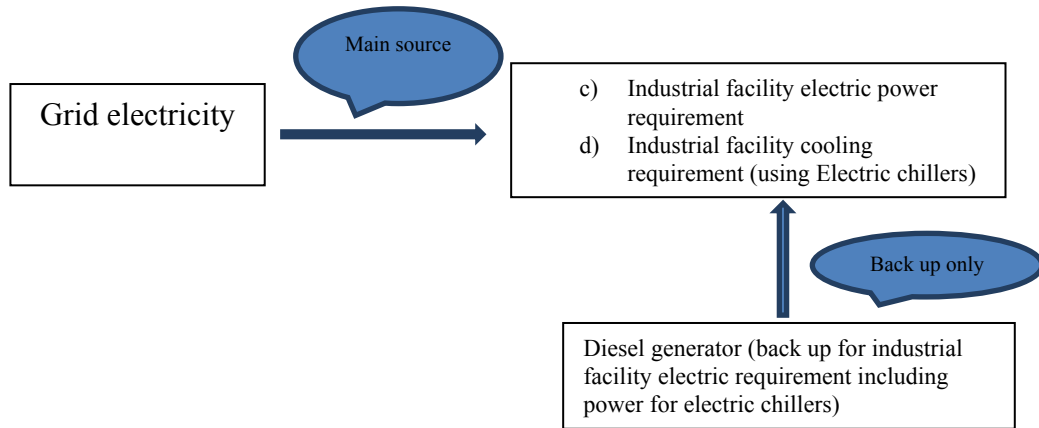 Main source
Grid electricity
c) Industrial facility electric power
requirement
d) Industrial facility cooling
requirement (using Electric chillers)
Back up only
Diesel generator (back up for industrial
facility electric requirement including
power for electric chillers)